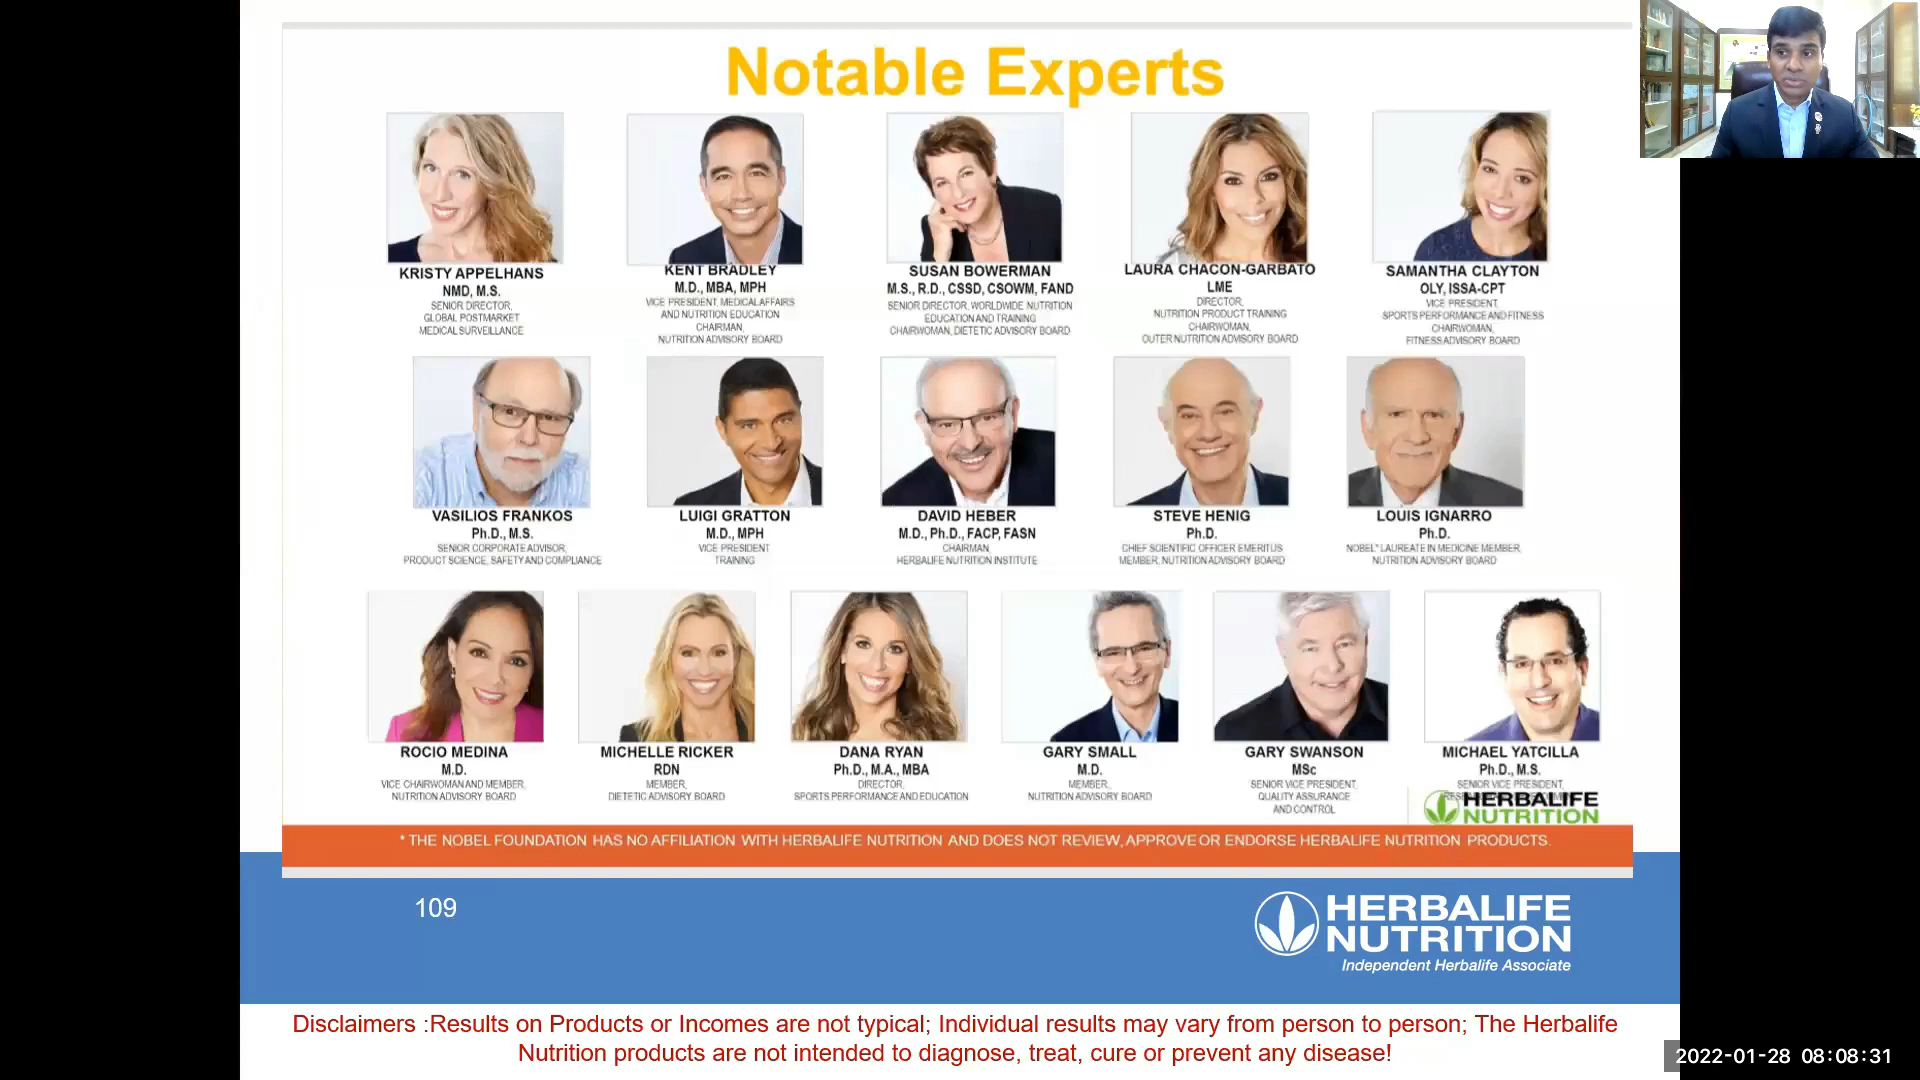 Notable Experts
KRISTY APPELHANS
NMD, M.S.
SENIOR DIRECTOR,
GLOBAL POSTMARKET
MEDICAL SURVEILLANCE
KENT BRADLEY
M.D., MBA, MPH
VICE PRESIDENT, MEDICAL AFFAIRS
AND NUTRITION EDUCATION
CHAIRMAN,
NUTRITION ADVISORY BOARD
SUSAN BOWERMAN
M.S., R.D., CSSD, CSOWM, FAND
SENIOR DIRECTOR, WORLDWIDE NUTRITION
EDUCATION AND TRAINING
CHAIRWOMAN, DIETETIC ADVISORY BOARD
LAURA CHACON-GARBATO
LME
DIRECTOR,
NUTRITION PRODUCT TRAINING
CHAIRWOMAN,
OUTER NUTRITION ADVISORY BOARD
SAMANTHA CLAYTON
OLY, ISSA-CPT
VICE PRESIDENT,
SPORTS PERFORMANCE AND FITNESS
CHAIRWOMAN,
FITNESS ADVISORY BOARD
VASILIOS FRANKOS
Ph.D., M.S.
SENIOR CORPORATE ADVISOR,
PRODUCT SCIENCE, SAFETY AND COMPLIANCE
LUIGI GRATTON
M.D., MPH
VICE PRESIDENT
TRAINING
DAVID HEBER
M.D., Ph.D., FACP, FASN
CHAIRMAN,
HERBALIFE NUTRITION INSTITUTE
STEVE HENIG
Ph.D.
CHIEF SCIENTIFIC OFFICER EMERITUS
MEMBER, NUTRITION ADVISORY BOARD
LOUIS IGNARRO
Ph.D.
NOBEL* LAUREATE IN MEDICINE MEMBER,
NUTRITION ADVISORY BOARD
ROCIO MEDINA
M.D.
VICE CHAIRWOMAN AND MEMBER,
NUTRITION ADVISORY BOARD
MICHELLE RICKER
RDN
MEMBER,
DIETETIC ADVISORY BOARD
DANA RYAN
Ph.D., M.A., MBA
DIRECTOR,
SPORTS PERFORMANCE AND EDUCATION
GARY SMALL
M.D.
MEMBER,
NUTRITION ADVISORY BOARD
GARY SWANSON
MSc
SENIOR VICE PRESIDENT,
QUALITY ASSURANCE
AND CONTROL
MICHAEL YATCILLA
Ph.D., M.S.
SENIOR VICE PRESIDENT,
HERBALIFE
NUTRITION
* THE NOBEL FOUNDATION HAS NO AFFILIATION WITH HERBALIFE NUTRITION AND DOES NOT REVIEW, APPROVE OR ENDORSE HERBALIFE NUTRITION PRODUCTS.
109
HERBALIFE
NUTRITION
Independent Herbalife Associate
Disclaimers :Results on Products or Incomes are not typical; Individual results may vary from person to person; The Herbalife
Nutrition products are not intended to diagnose, treat, cure or prevent any disease!
2022-01-28 08:08:31